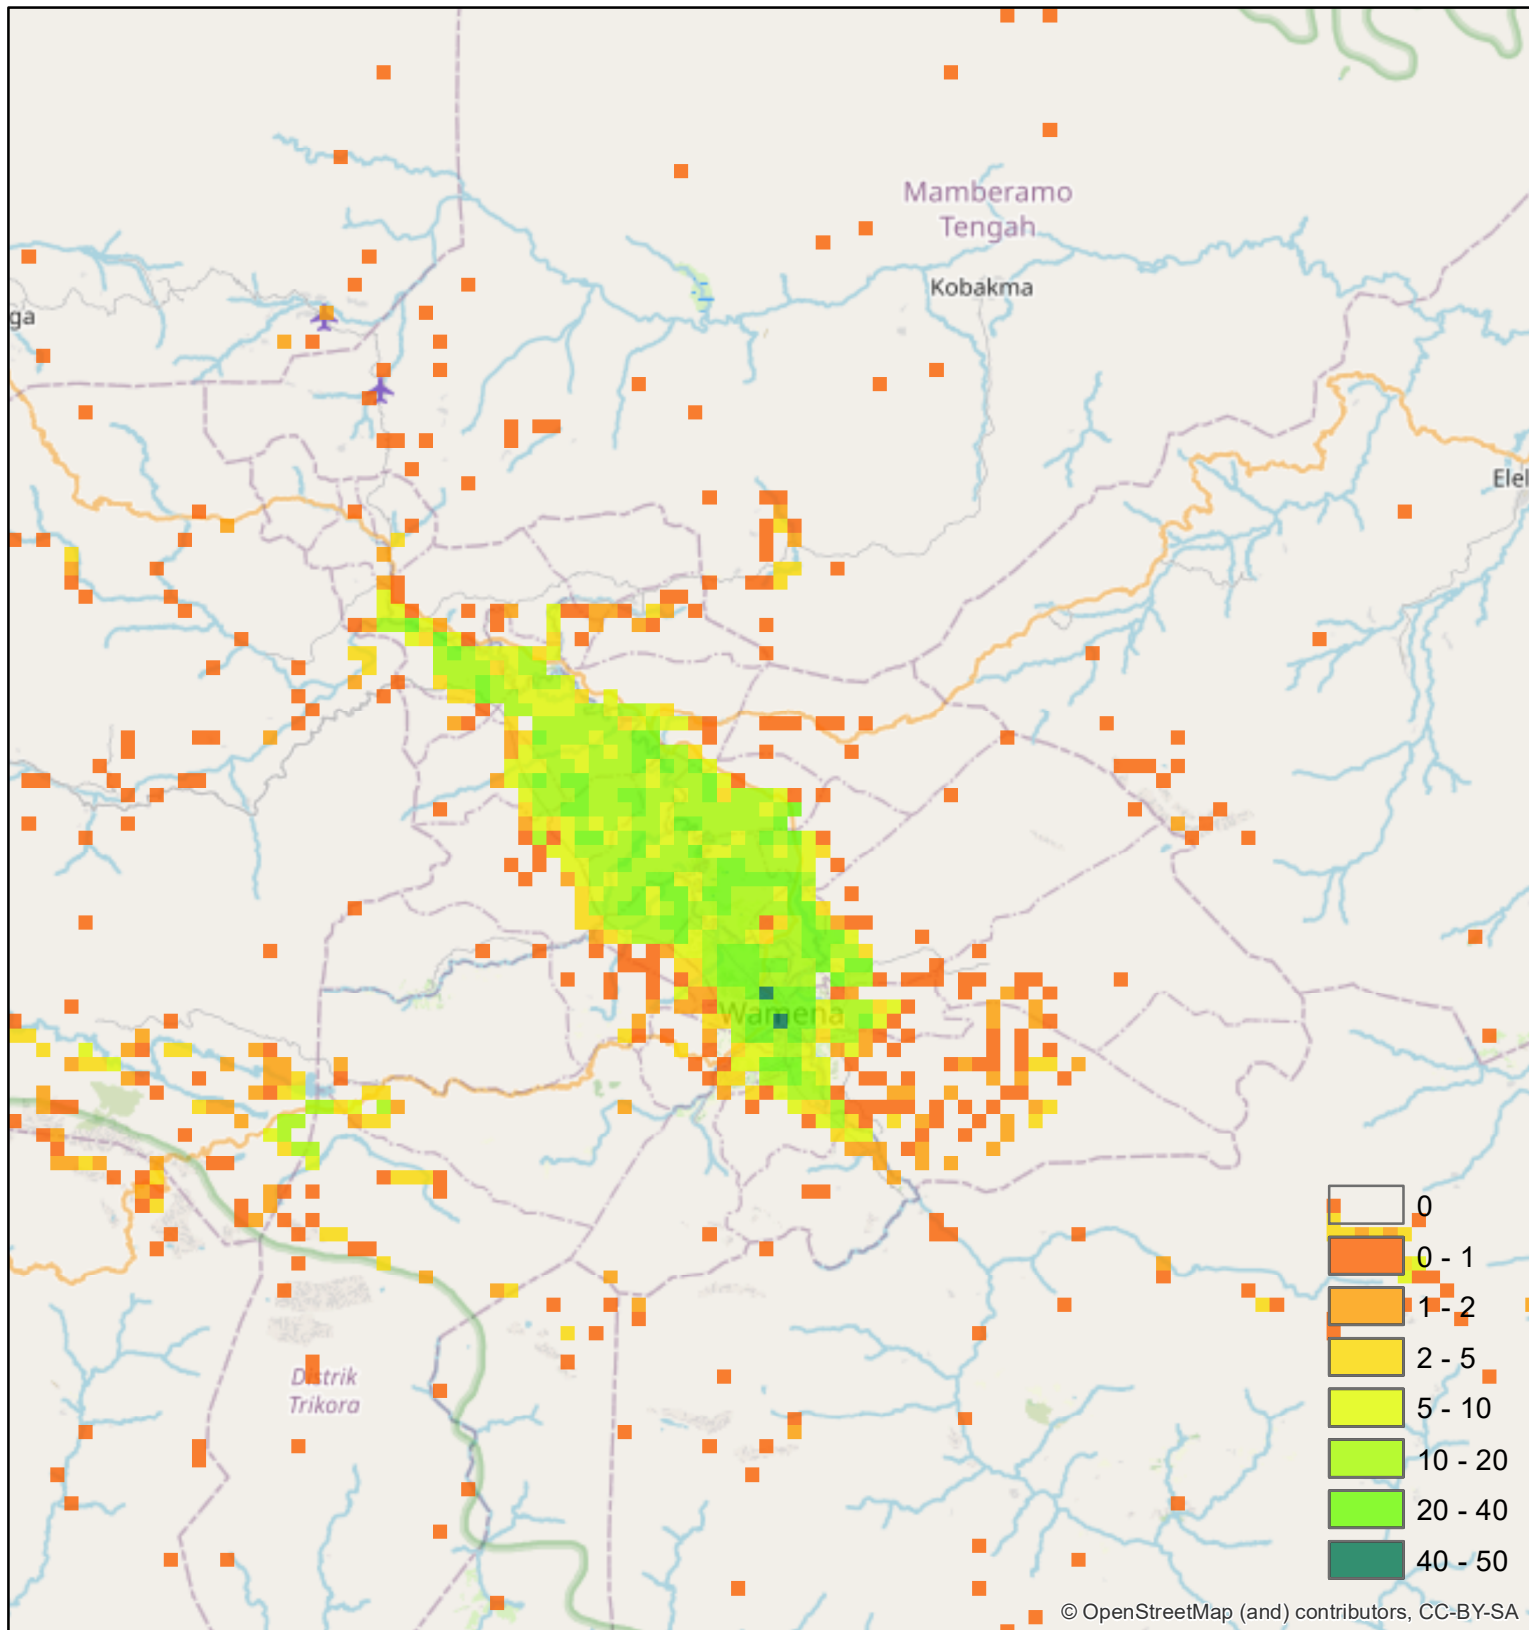 Mamberamo
Tengah
Kobakma
ga
Elel
Wamena
Distrik
Trikora
0
0 - 1
1 - 2
2 - 5
5 - 10
10 - 20
20 - 40
40 - 50
© OpenStreetMap (and) contributors, CC-BY-SA